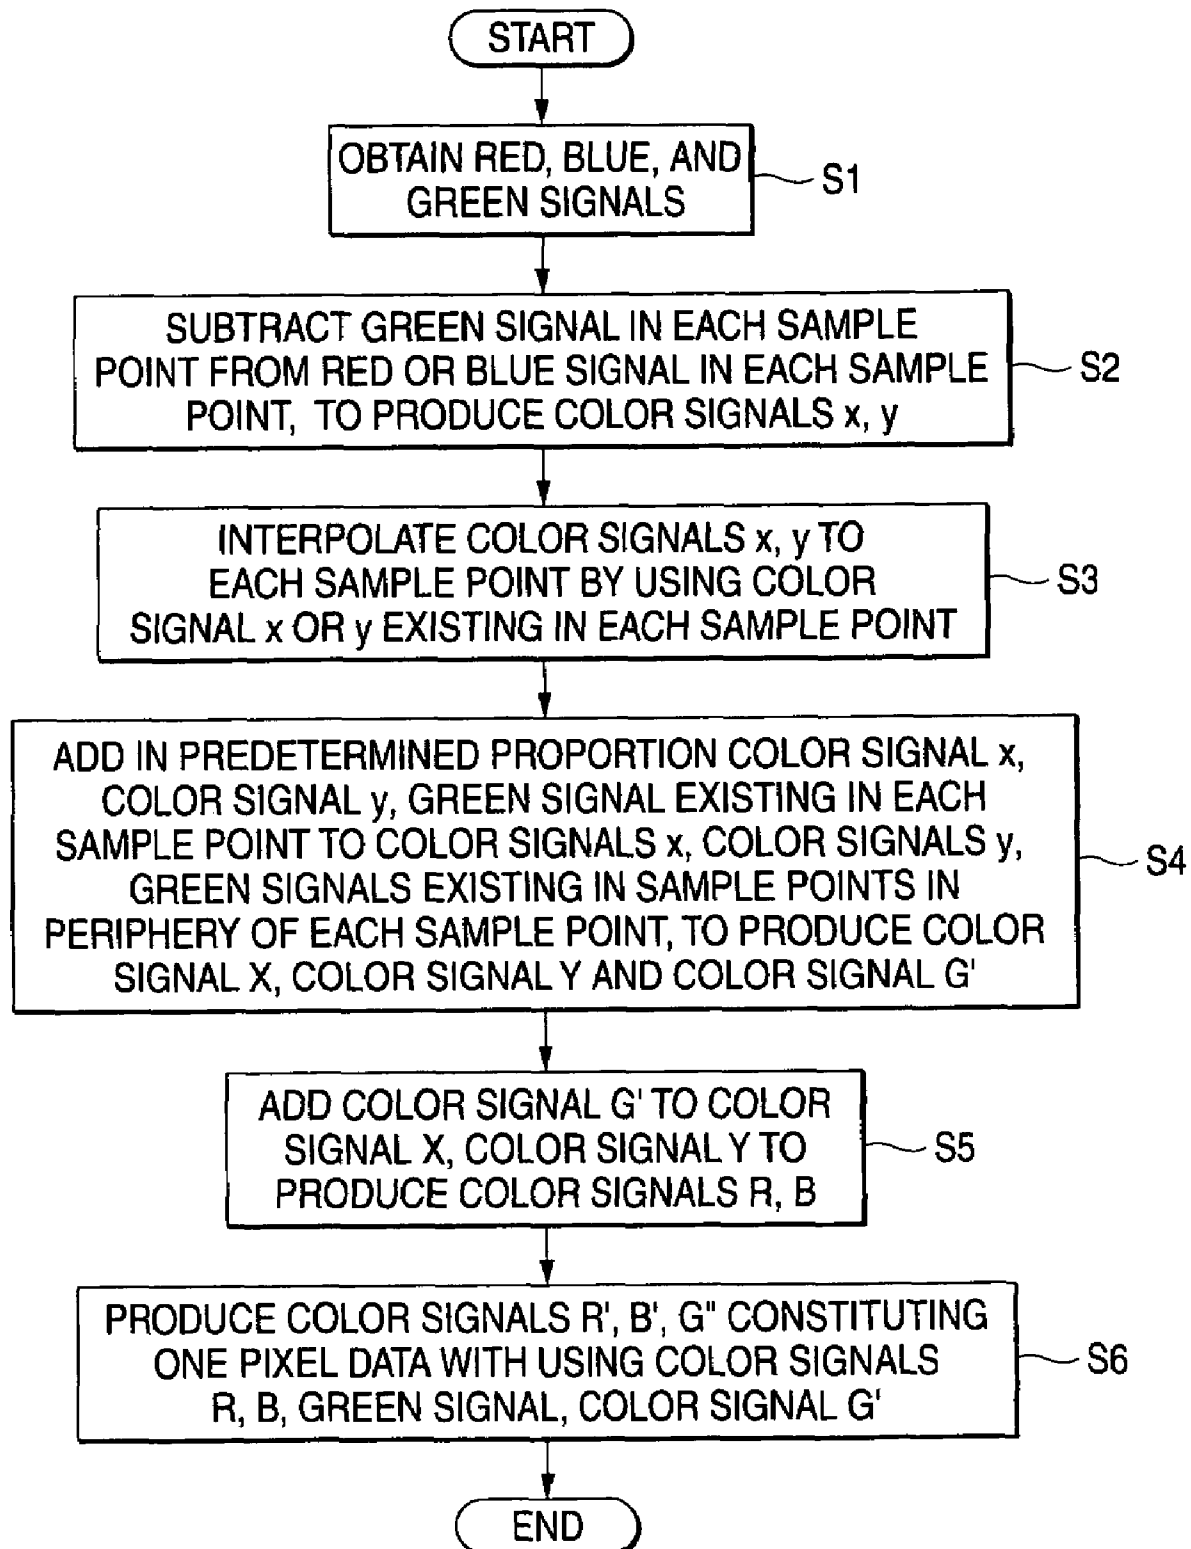 START
OBTAIN RED, BLUE, AND
GREEN SIGNALS
S1
SUBTRACT GREEN SIGNAL IN EACH SAMPLE
POINT FROM RED OR BLUE SIGNAL IN EACH SAMPLE
POINT, TO PRODUCE COLOR SIGNALS x, y
S2
INTERPOLATE COLOR SIGNALS x, y TO
EACH SAMPLE POINT BY USING COLOR
SIGNAL x OR y EXISTING IN EACH SAMPLE POINT
S3
ADD IN PREDETERMINED PROPORTION COLOR SIGNAL x,
COLOR SIGNAL y, GREEN SIGNAL EXISTING IN EACH
SAMPLE POINT TO COLOR SIGNALS x, COLOR SIGNALS y,
GREEN SIGNALS EXISTING IN SAMPLE POINTS IN
PERIPHERY OF EACH SAMPLE POINT, TO PRODUCE COLOR
SIGNAL X, COLOR SIGNAL Y AND COLOR SIGNAL G'
S4
ADD COLOR SIGNAL G' TO COLOR
SIGNAL X, COLOR SIGNAL Y TO
PRODUCE COLOR SIGNALS R, B
S5
PRODUCE COLOR SIGNALS R', B', G" CONSTITUTING
ONE PIXEL DATA WITH USING COLOR SIGNALS
R, B, GREEN SIGNAL, COLOR SIGNAL G'
S6
END